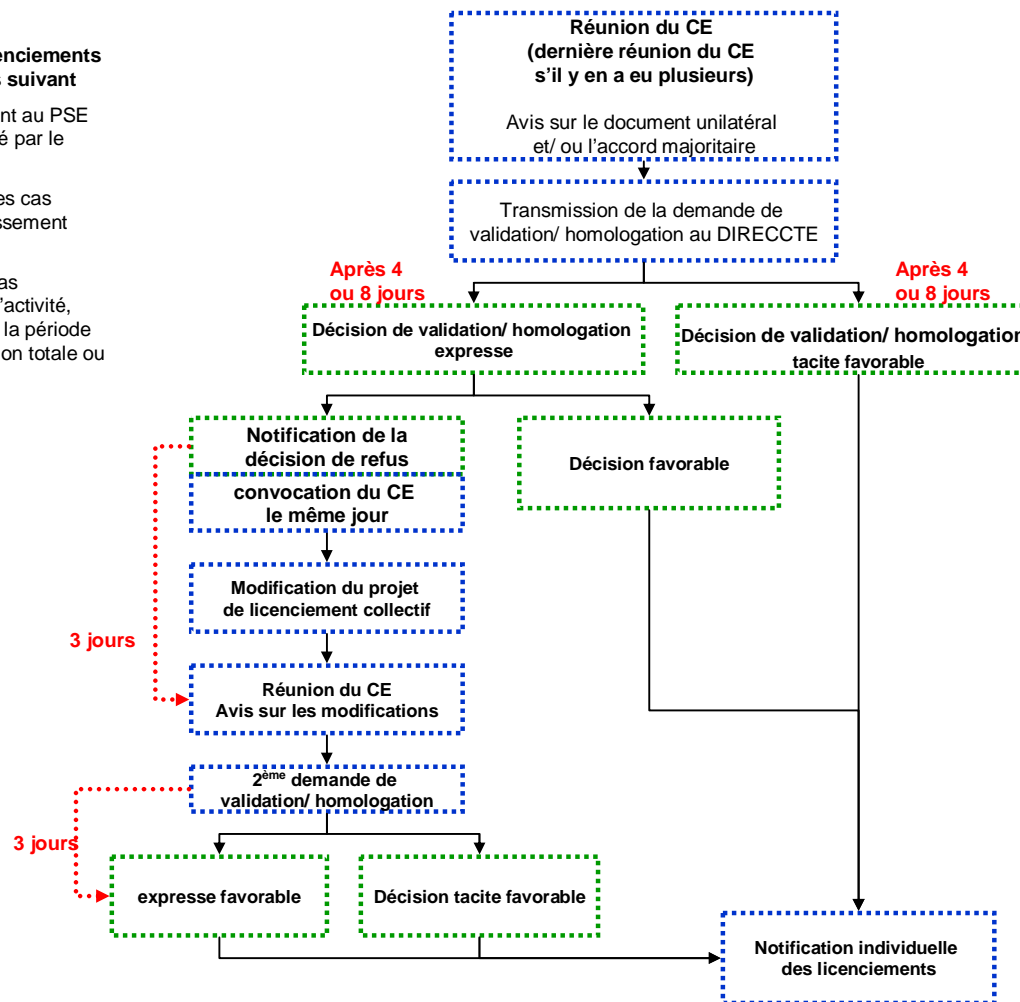 enciements
s suivant
nt au PSE
é par le
es cas
ssement
as
'activité,
la période
on totale ou
Réunion du CE
(dernière réunion du CE
s'il y en a eu plusieurs)
Avis sur le document unilatéral
et/ ou l'accord majoritaire
Transmission de la demande de
validation/ homologation au DIRECCTE
Après 4
ou 8 jours
Après 4
ou 8 jours
Décision de validation/ homologation
expresse
Décision de validation/ homologation
tacite favorable
Notification de la
décision de refus
Décision favorable
convocation du CE
le même jour
Modification du projet
de licenciement collectif
3 jours
Réunion du CE
Avis sur les modifications
2ème demande de
validation/ homologation
3 jours
expresse favorable
Décision tacite favorable
Notification individuelle
des licenciements